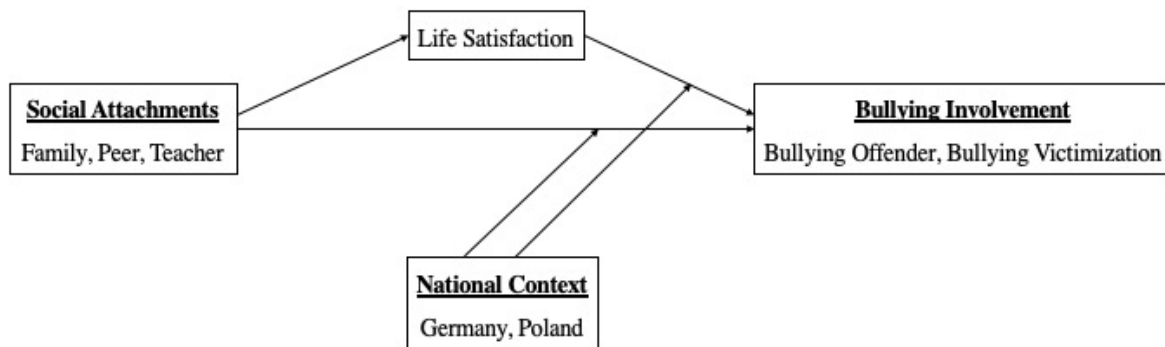 Life Satisfaction
Social Attachments
Family, Peer, Teacher
Bullying Involvement
Bullying Offender, Bullying Victimization
National Context
Germany, Poland